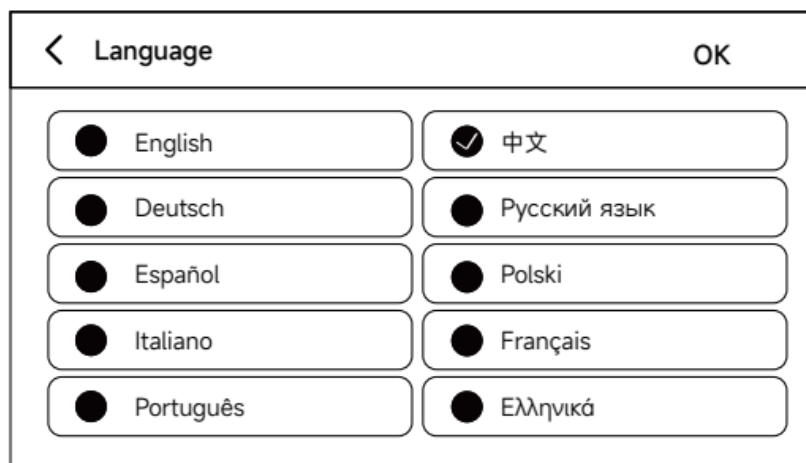 Language OK
English 中文
Deutsch Русский язык
Español Polski
Italiano Français
Português Ελληνικά